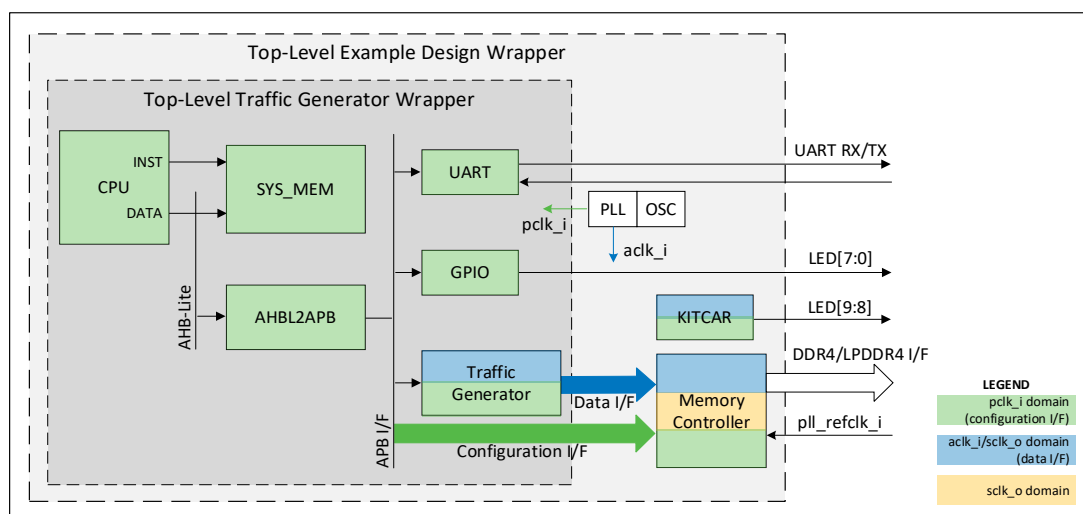 Top-Level Example Design Wrapper
Top-Level Traffic Generator Wrapper
CPU
INST
DATA
SYS_MEM
AHB-Lite
AHBL2APB
APB I/F
UART
GPIO
Traffic
Generator
UART RX/TX
PLL
OSC
pclk_i
aclk_i
LED[7:0]
KITCAR
LED[9:8]
Data I/F
Configuration I/F
Memory
Controller
DDR4/LPDDR4 I/F
pll_refclk_i
LEGEND
pclk_i domain
(configuration I/F)
aclk_i/sclk_o domain
(data I/F)
sclk_o domain